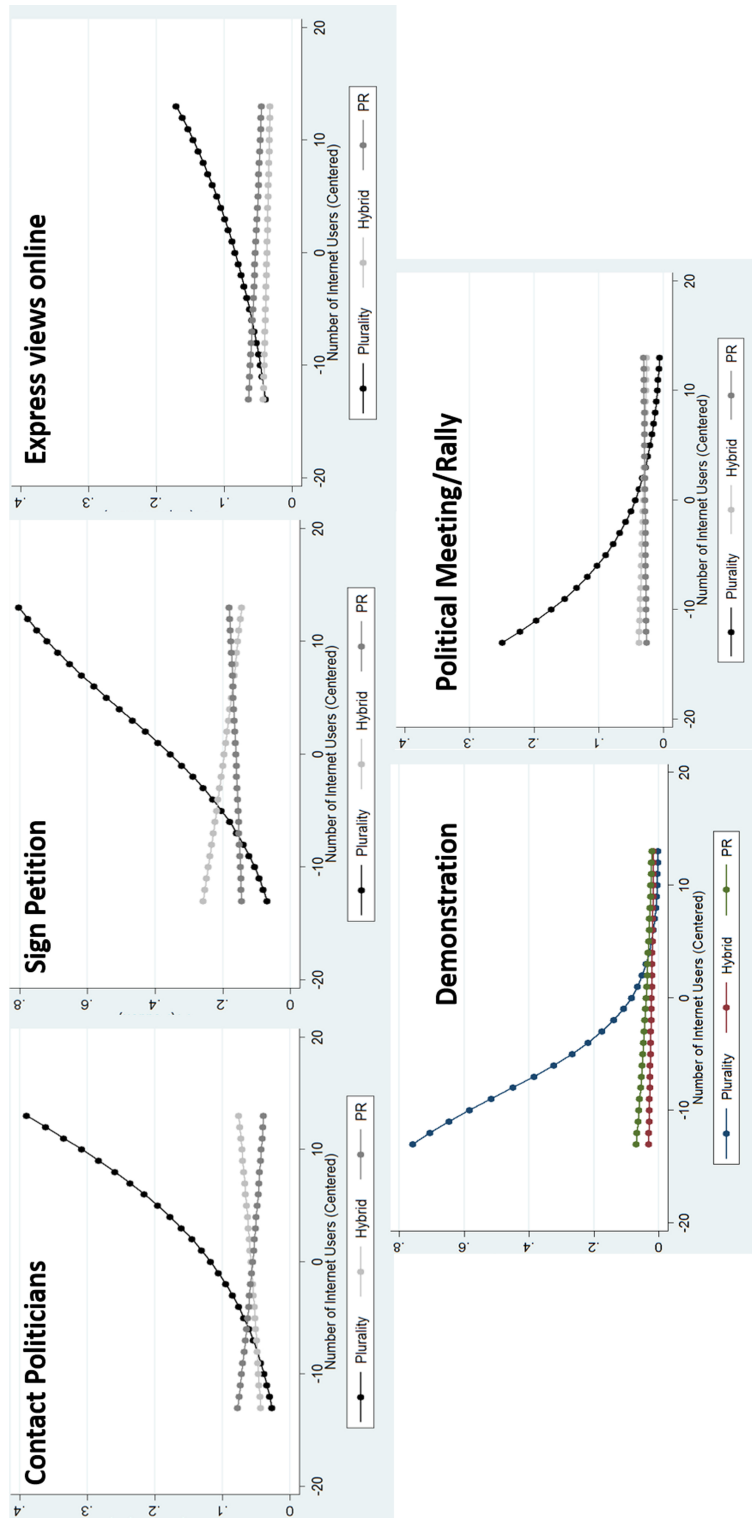 Contact Politicians
.4
.3
.2
.1
0
-20 -10 0 10 20
Number of Internet Users (Centered)
Plurality Hybrid PR
Sign Petition
.8
.6
.4
.2
0
-20 -10 0 10 20
Number of Internet Users (Centered)
Plurality Hybrid PR
Express views online
.4
.3
.2
.1
0
-20 -10 0 10 20
Number of Internet Users (Centered)
Plurality Hybrid PR
Demonstration
.8
.6
.4
.2
0
-20 -10 0 10 20
Number of Internet Users (Centered)
Plurality Hybrid PR
Political Meeting/Rally
.4
.3
.2
.1
0
-20 -10 0 10 20
Number of Internet Users (Centered)
Plurality Hybrid PR